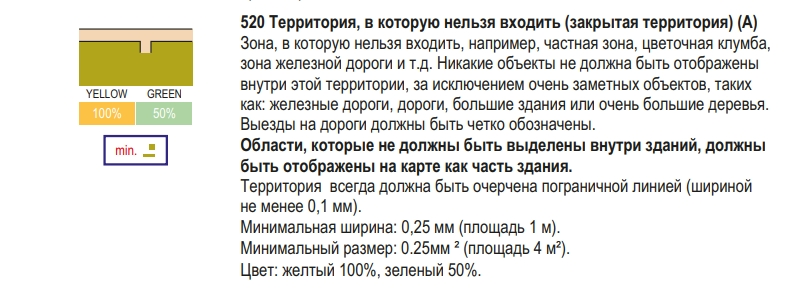 520 Территория, в которую нельзя входить (закрытая территория) (А)
Зона, в которую нельзя входить, например, частная зона, цветочная клумба,
зона железной дороги и т.д. Никакие объекты не должна быть отображены
внутри этой территории, за исключением очень заметных объектов, таких
как: железные дороги, дороги, большие здания или очень большие деревья.
Выезды на дороги должны быть четко обозначены.
Области, которые не должны быть выделены внутри зданий, должны
быть отображены на карте как часть здания.
Территория всегда должна быть очерчена пограничной линией (шириной
не менее 0,1 мм).
Минимальная ширина: 0,25 мм (площадь 1 м).
Минимальный размер: 0.25мм ² (площадь 4 м²).
Цвет: желтый 100%, зеленый 50%.
YELLOW GREEN
100% 50%
min.